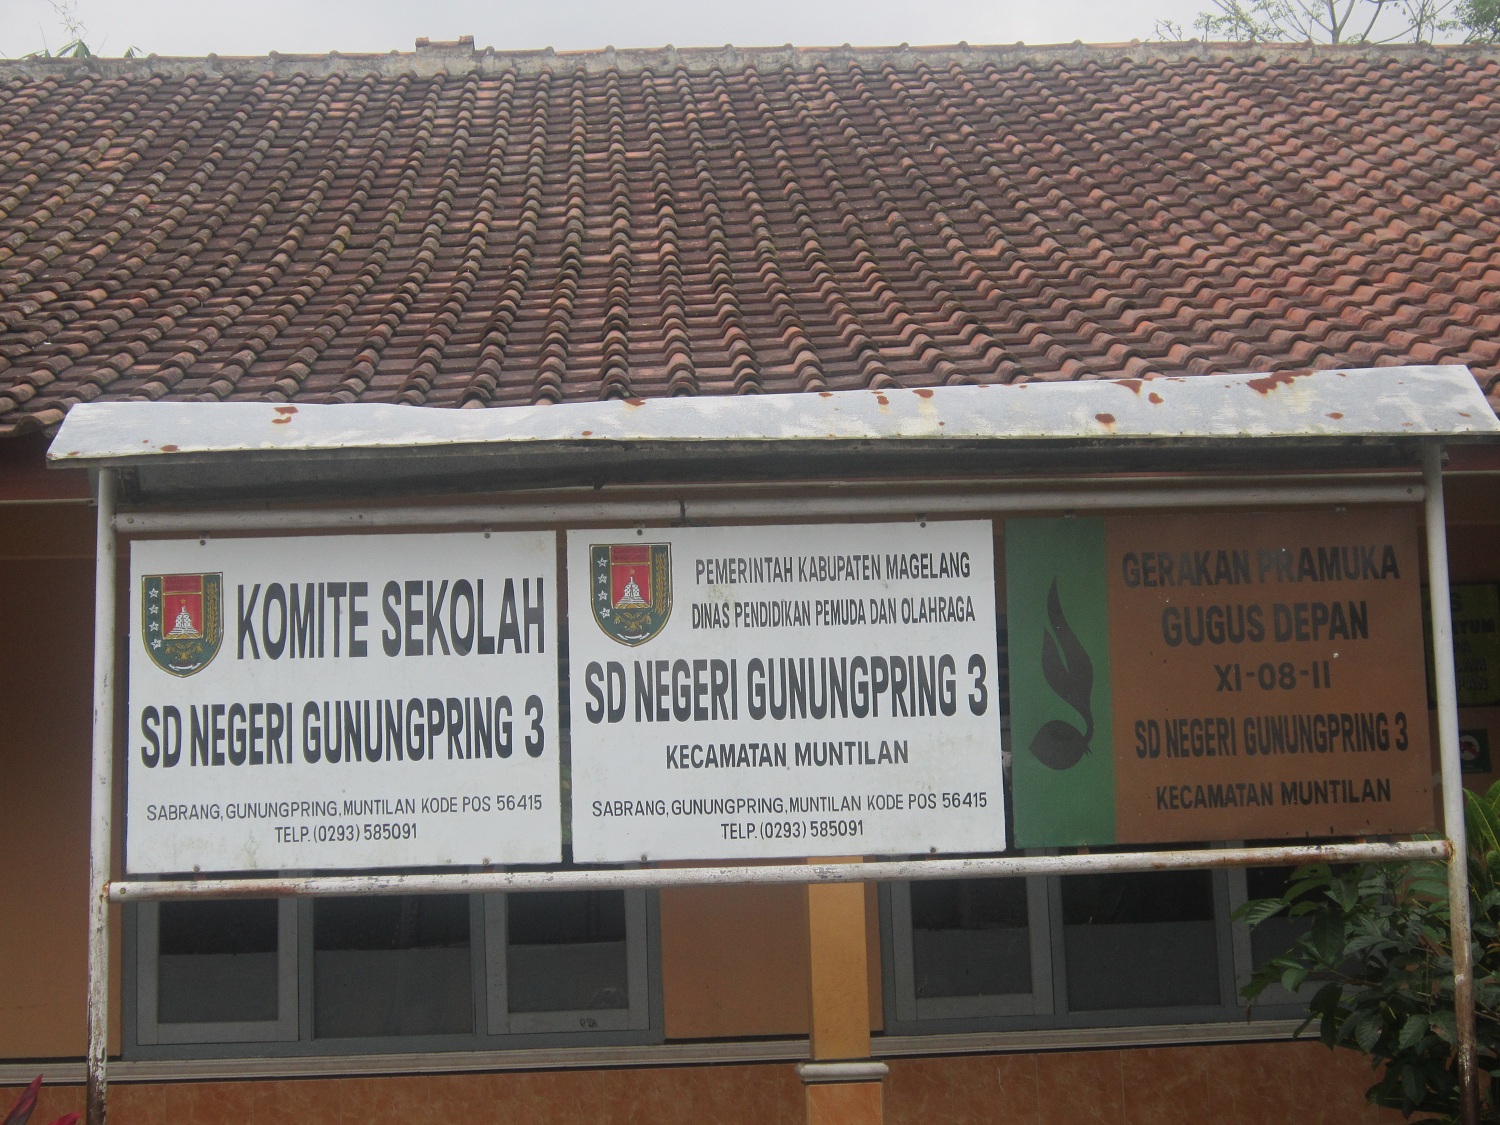 KOMITE SEKOLAH
SD NEGERI GUNUNGPRING 3
SABRANG, GUNUNGPRING, MUNTILAN KODE POS 56415
TELP. (0293) 585091
PEMERINTAH KABUPATEN MAGELANG
DINAS PENDIDIKAN PEMUDA DAN OLAHRAGA
SD NEGERI GUNUNGPRING 3
KECAMATAN MUNTILAN
SABRANG, GUNUNGPRING, MUNTILAN KODE POS 56415
TELP. (0293) 585091
GERAKAN PRAMUKA
GUGUS DEPAN
XI-08-11
SD NEGERI GUNUNGPRING 3
KECAMATAN MUNTILAN